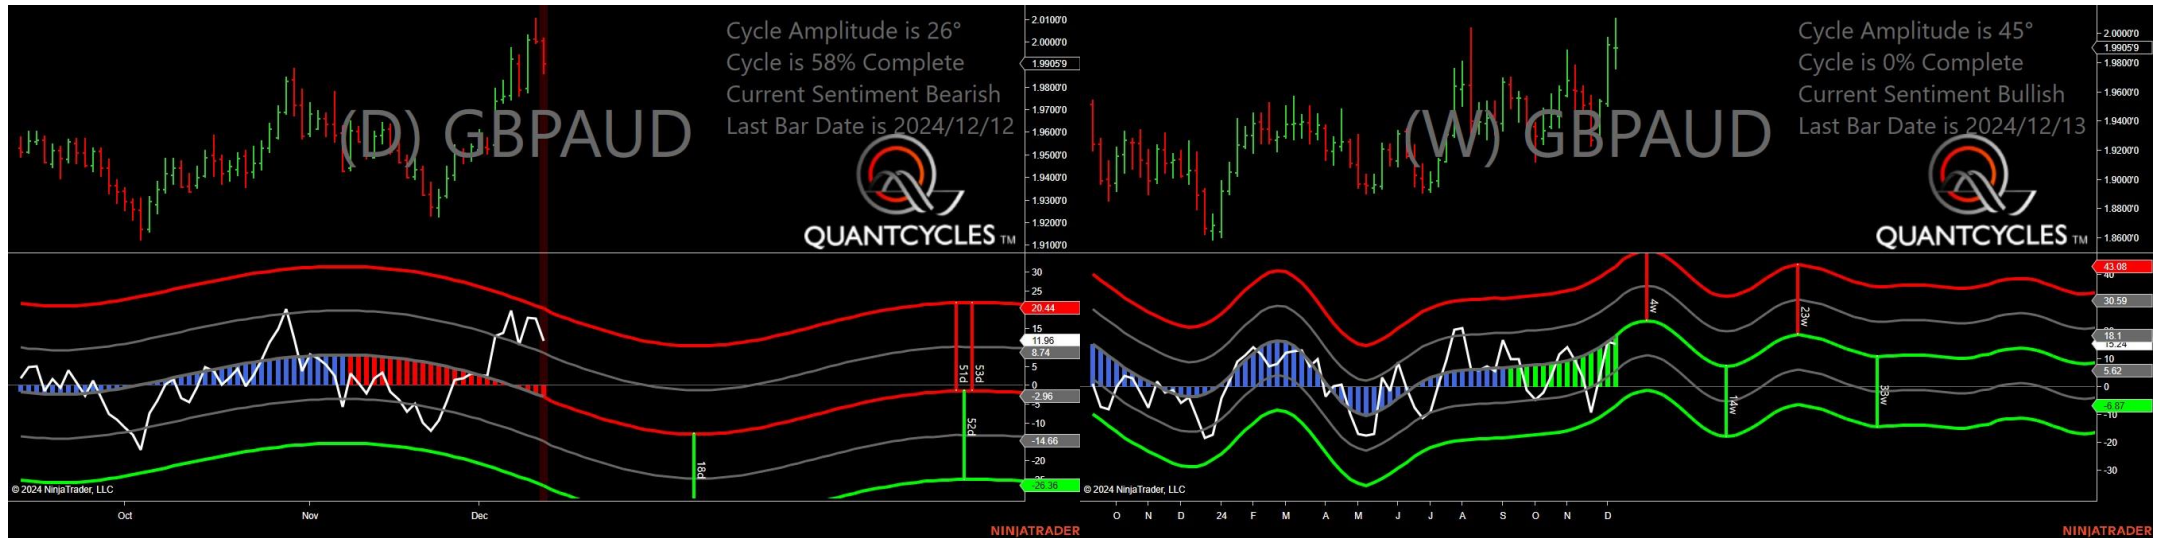 Cycle Amplitude is 26°
Cycle is 58% Complete
Current Sentiment Bearish
Last Bar Date is 2024/12/12
(D) GBPAUD
QUANTCYCLES TM
2.0100'0
2.0000'0
1.9905'9
1.9800'0
1.9700'0
1.9600'0
1.9500'0
1.9400'0
1.9300'0
1.9200'0
1.9100'0
30
25
20.44
15
11.96
8.74
5
0
-2.96
-5
-10
-14.66
-20
-26.36
18d
51d
53d
52d
© 2024 NinjaTrader, LLC
Oct
Nov
Dec
NINJATRADER
Cycle Amplitude is 45°
Cycle is 0% Complete
Current Sentiment Bullish
Last Bar Date is 2024/12/13
(W) GBPAUD
QUANTCYCLES TM
2.0000'0
1.9905'9
1.9800'0
1.9600'0
1.9400'0
1.9200'0
1.9000'0
1.8800'0
1.8600'0
43.08
40
30.59
18.1
15.24
10
5.62
0
-6.87
-10
-20
-30
4w
14w
23w
33w
© 2024 NinjaTrader, LLC
O N D 24 F M A M J J A S O N D
NINJATRADER